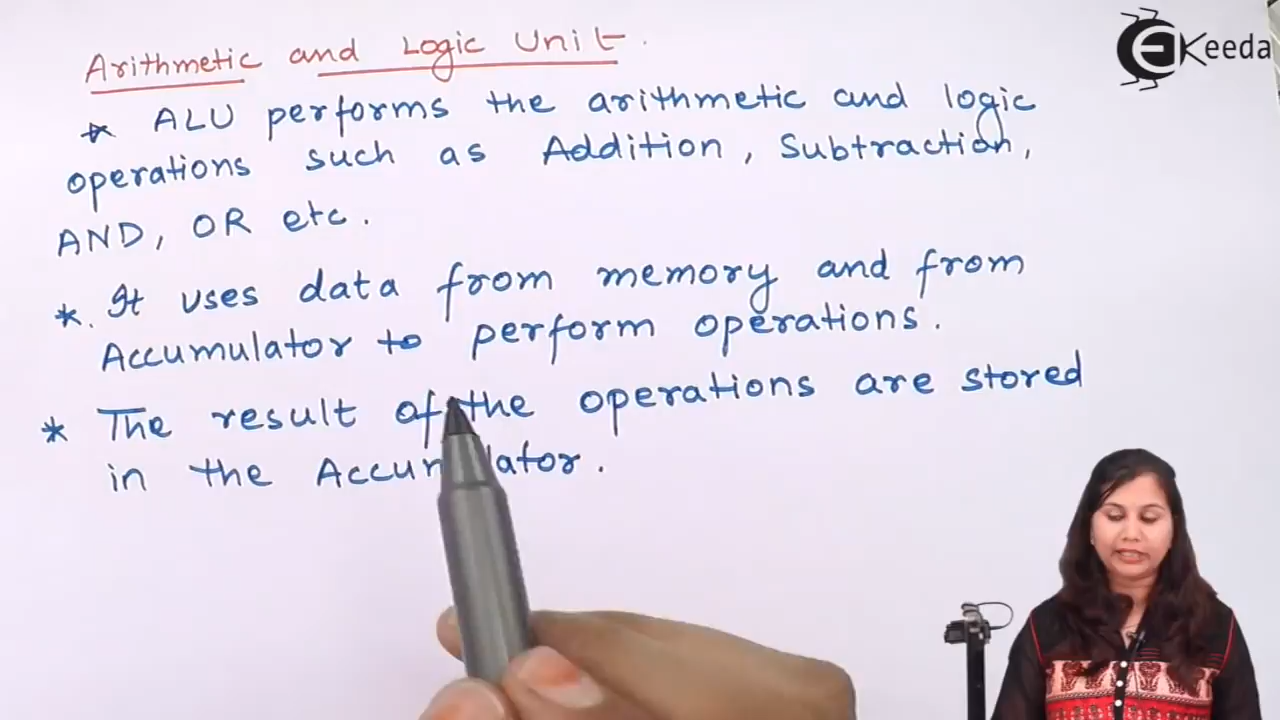 Arithmetic and Logic Unit.
EKeeda
* ALU performs the arithmetic and logic
operations such as Addition, Subtraction,
AND, OR etc.
*. It uses data from memory and from
Accumulator to perform operations.
* The result of the operations are stored
in the Accumulator.